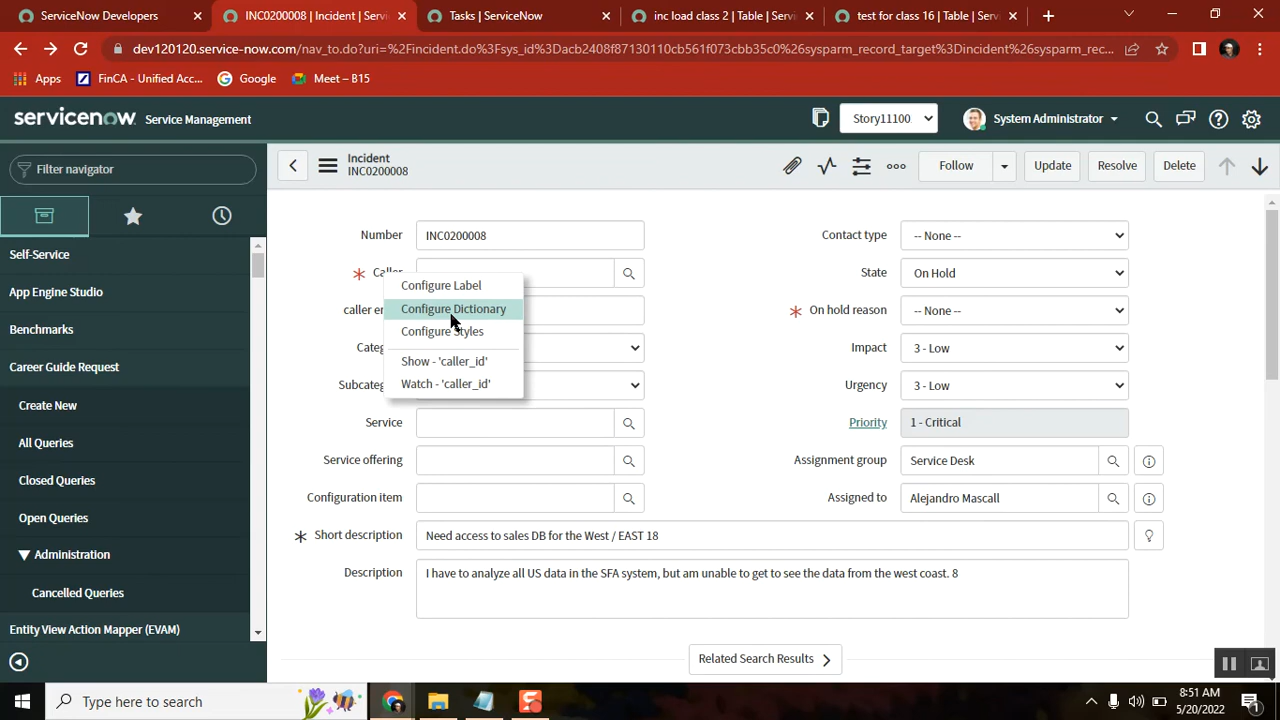 ServiceNow Developers
INC0200008 | Incident | Servi
Tasks | ServiceNow
inc load class 2 | Table | Servi
test for class 16 | Table | Serv
dev120120.service-now.com/nav_to.do?uri=%2Fincident.do%3Fsys_id%3Dacb2408f87130110cb561f073cbb35c0%26sysparm_record_target%3Dincident%26sysparm_rec...
Apps
FinCA - Unified Acc...
Google
Meet – B15
servicenow
Service Management
Story11100
System Administrator
Filter navigator
Incident
INC0200008
Follow
Update
Resolve
Delete
Self-Service
App Engine Studio
Benchmarks
Career Guide Request
Create New
All Queries
Closed Queries
Open Queries
Administration
Cancelled Queries
Entity View Action Mapper (EVAM)
Number
INC0200008
Contact type
-- None --
Caller
State
On Hold
Configure Label
caller en
Configure Dictionary
On hold reason
-- None --
Configure Styles
Categ
Impact
3 - Low
Show - 'caller_id'
Subcateg
Watch - 'caller_id'
Urgency
3 - Low
Service
Priority
1 - Critical
Service offering
Assignment group
Service Desk
Configuration item
Assigned to
Alejandro Mascall
Short description
Need access to sales DB for the West / EAST 18
Description
I have to analyze all US data in the SFA system, but am unable to get to see the data from the west coast. 8
Related Search Results
Type here to search
8:51 AM
5/20/2022
1